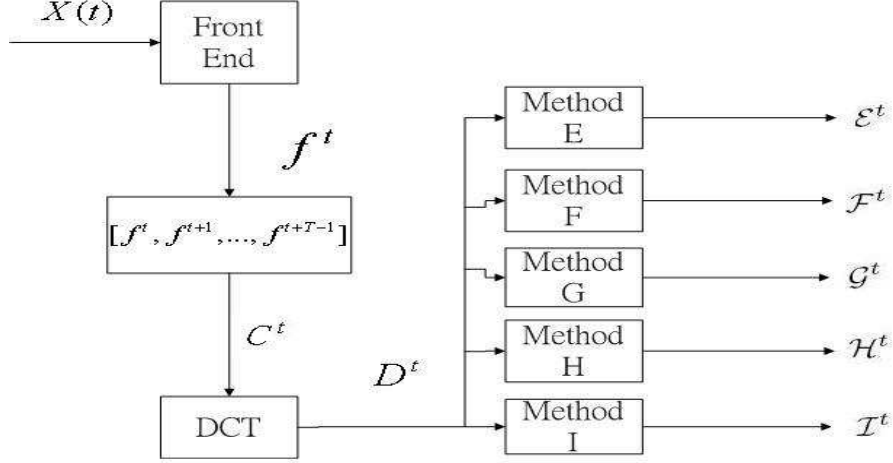 X(t)
Front
End
f^t
[f^t, f^{t+1}, ..., f^{t+T-1}]
C^t
DCT
D^t
Method
E
ℰ^t
Method
F
ℱ^t
Method
G
𝒢^t
Method
H
ℋ^t
Method
I
ℐ^t